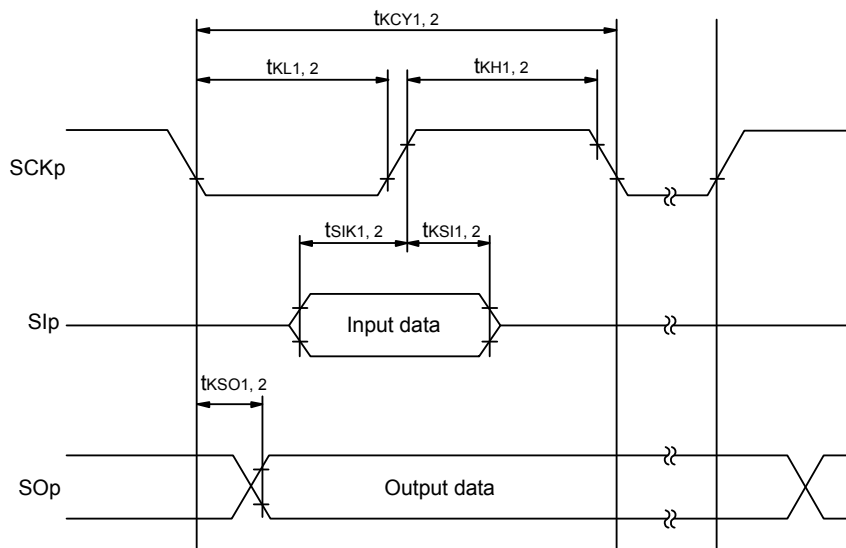 tKCY1, 2
tKL1, 2
tKH1, 2
SCKp
tSIK1, 2
tKSI1, 2
SIp
Input data
tKSO1, 2
SOp
Output data